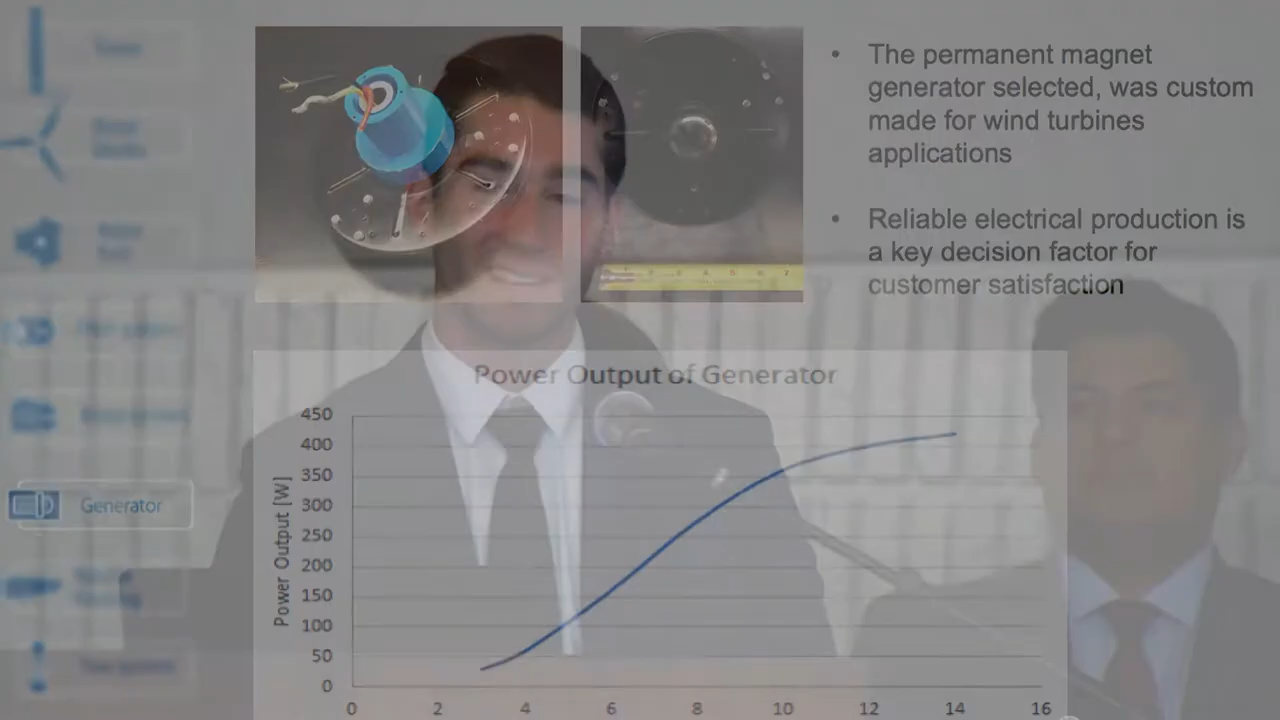 The permanent magnet
generator selected, was custom
made for wind turbines
applications
Reliable electrical production is
a key decision factor for
customer satisfaction
Generator
Power Output of Generator
Power Output [W]
450
400
350
300
250
200
150
100
50
0
0 2 4 6 8 10 12 14 16